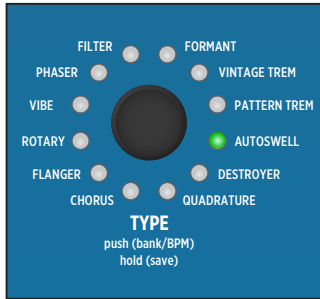 FILTER FORMANT
PHASER VINTAGE TREM
VIBE PATTERN TREM
ROTARY AUTOSWELL
FLANGER DESTROYER
CHORUS QUADRATURE
TYPE
push (bank/BPM)
hold (save)